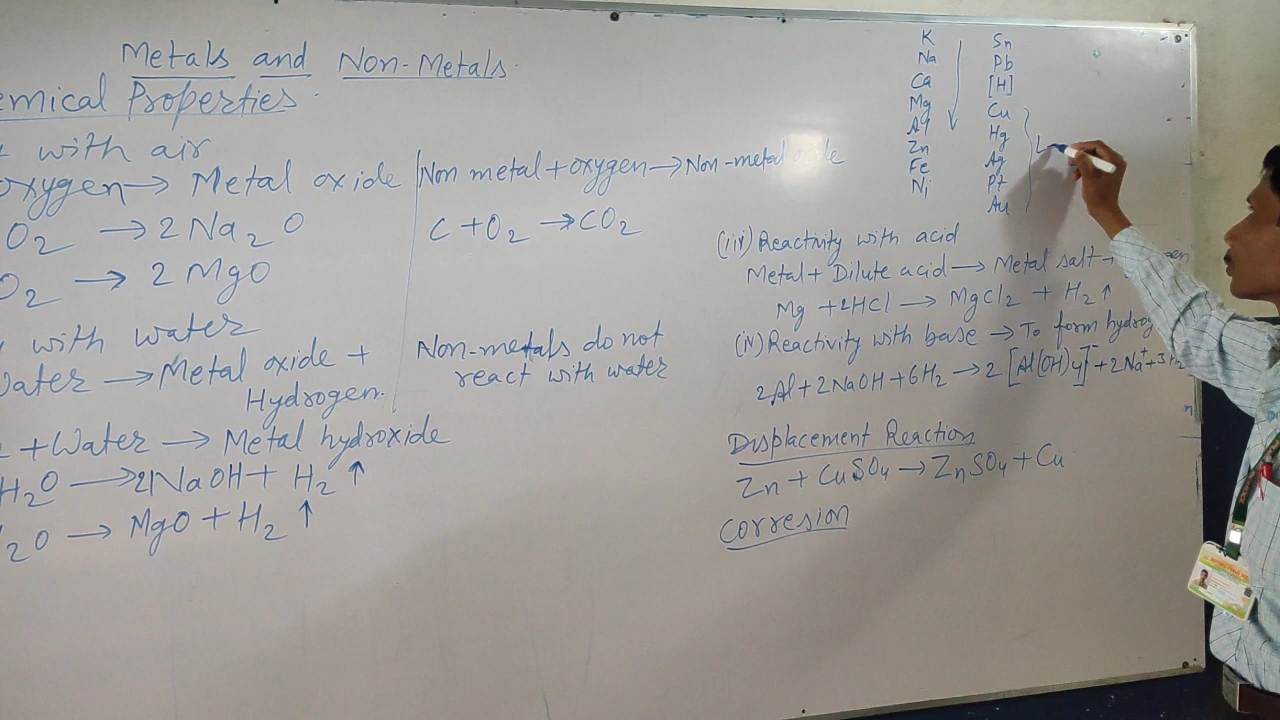 Metals and Non-Metals
emical Properties
with air
oxygen → Metal oxide | Non metal + oxygen → Non-metal
O2 → 2Na2O
C + O2 → CO2
O2 → 2MgO
with water
Water → Metal oxide +
Hydrogen.
Non-metals do not
react with water
+ Water → Metal hydroxide
H2O → 2NaOH + H2 ↑
2O → MgO + H2 ↑
K
Na
Ca
Mg
Al
Zn
Fe
Ni
Sn
Pb
[H]
Cu
Hg
Ag
Pt
Au
L
(iii) Reactivity with acid
Metal + Dilute acid → Metal salt +
Mg + 2HCl → MgCl2 + H2 ↑
(iv) Reactivity with base → To form hydrog
2Al + 2NaOH + 6H2 → 2[Al(OH)4]⁻ + 2Na⁺ + 3H2
Displacement Reaction
Zn + CuSO4 → ZnSO4 + Cu
Corresion